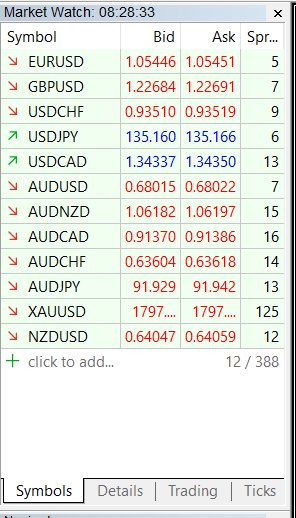 Market Watch: 08:28:33
Symbol Bid Ask Spr...
EURUSD 1.05446 1.05451 5
GBPUSD 1.22684 1.22691 7
USDCHF 0.93510 0.93519 9
USDJPY 135.160 135.166 6
USDCAD 1.34337 1.34350 13
AUDUSD 0.68015 0.68022 7
AUDNZD 1.06182 1.06197 15
AUDCAD 0.91370 0.91386 16
AUDCHF 0.63604 0.63618 14
AUDJPY 91.929 91.942 13
XAUUSD 1797.... 1797.... 125
NZDUSD 0.64047 0.64059 12
click to add... 12 / 388
Symbols Details Trading Ticks